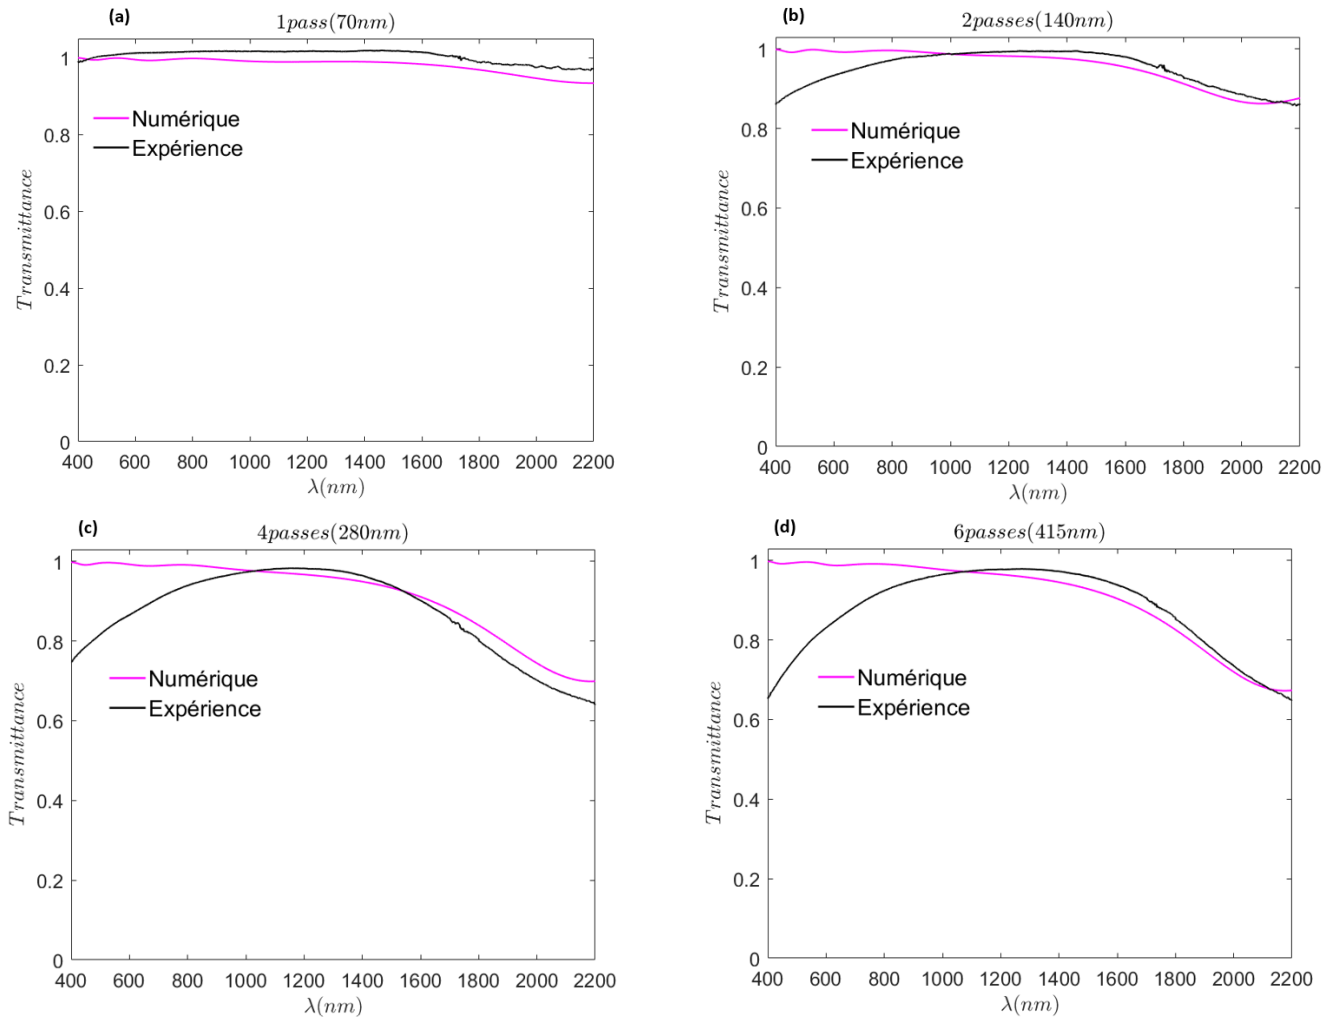 (a)
1pass(70nm)
1
0.8
0.6
0.4
0.2
0
Transmittance
Numérique
Expérience
400 600 800 1000 1200 1400 1600 1800 2000 2200
λ(nm)
(b)
2passes(140nm)
1
0.8
0.6
0.4
0.2
0
Transmittance
Numérique
Expérience
400 600 800 1000 1200 1400 1600 1800 2000 2200
λ(nm)
(c)
4passes(280nm)
1
0.8
0.6
0.4
0.2
0
Transmittance
Numérique
Expérience
400 600 800 1000 1200 1400 1600 1800 2000 2200
λ(nm)
(d)
6passes(415nm)
1
0.8
0.6
0.4
0.2
0
Transmittance
Numérique
Expérience
400 600 800 1000 1200 1400 1600 1800 2000 2200
λ(nm)